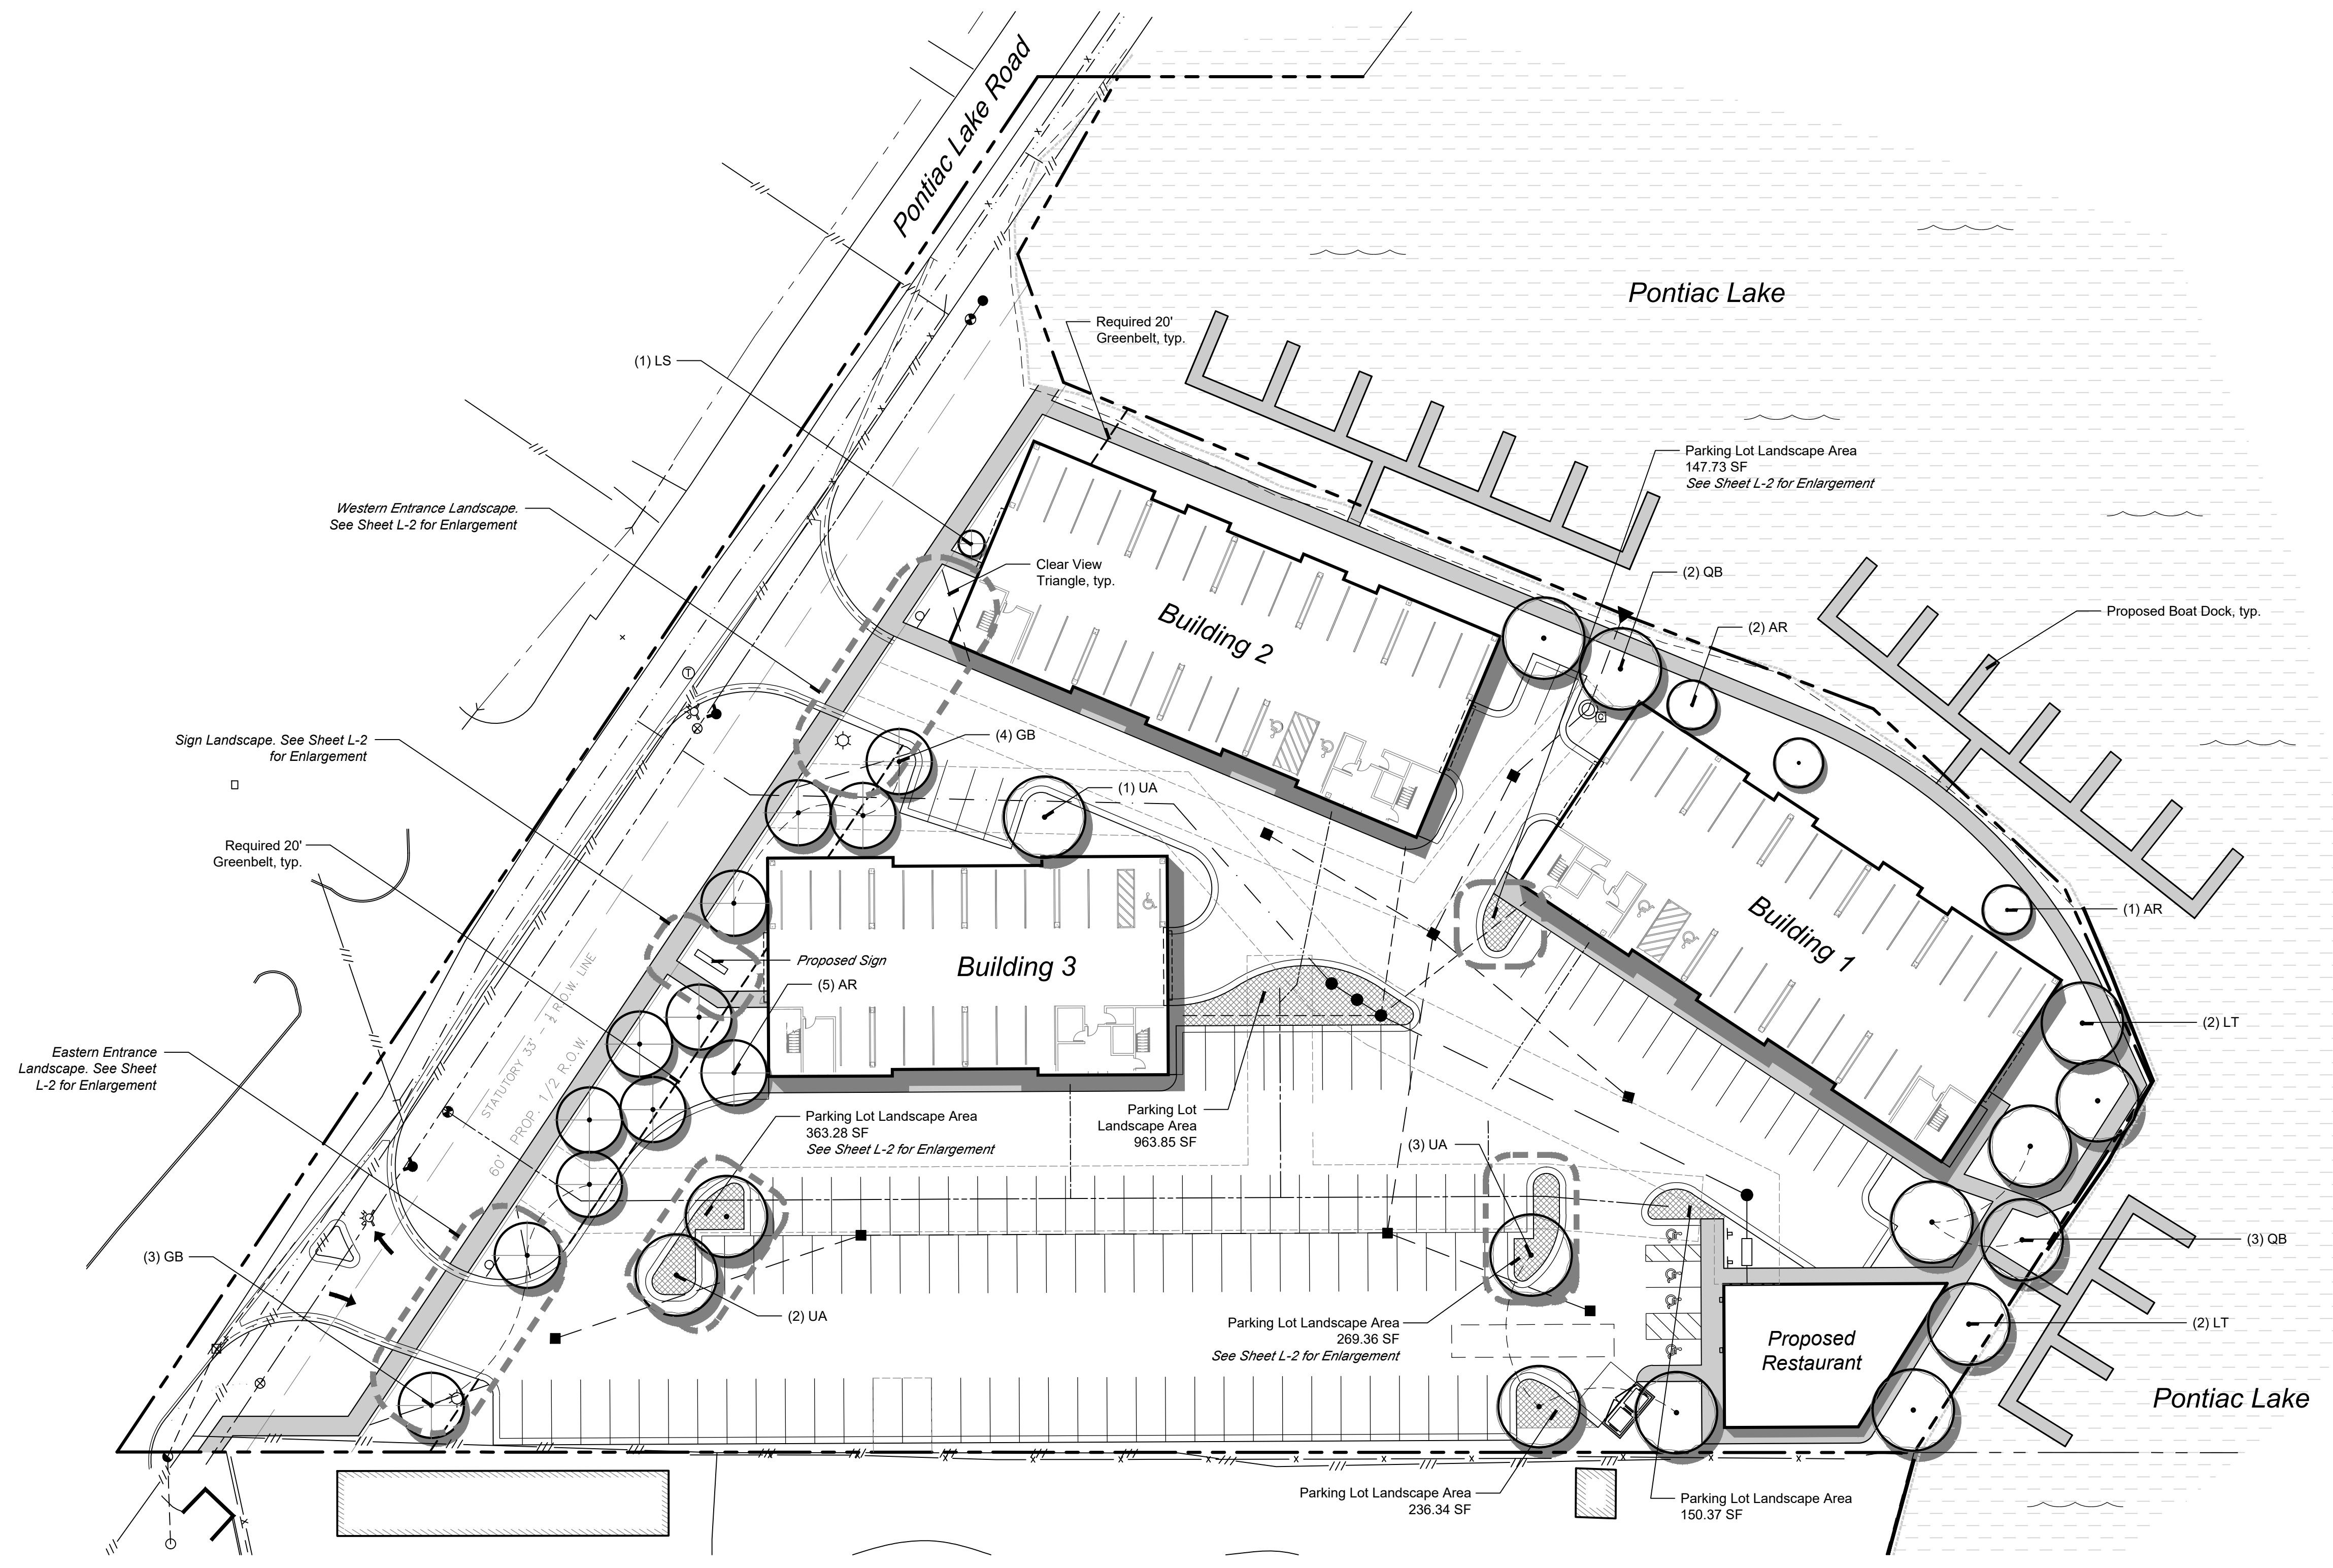 Pontiac Lake Road
Pontiac Lake
Required 20'
Greenbelt, typ.
(1) LS
Parking Lot Landscape Area
147.73 SF
See Sheet L-2 for Enlargement
Western Entrance Landscape.
See Sheet L-2 for Enlargement
Clear View
Triangle, typ.
(2) QB
Proposed Boat Dock, typ.
(2) AR
Building 2
T
Sign Landscape. See Sheet L-2
for Enlargement
(4) GB
G
(1) UA
Required 20'
Greenbelt, typ.
Building 1
(1) AR
Proposed Sign
Building 3
(5) AR
STATUTORY 33' - 1/2 R.O.W. LINE
60' PROP. 1/2 R.O.W.
(2) LT
Eastern Entrance
Landscape. See Sheet
L-2 for Enlargement
Parking Lot Landscape Area
363.28 SF
See Sheet L-2 for Enlargement
Parking Lot
Landscape Area
963.85 SF
(3) UA
(3) QB
(3) GB
(2) UA
Parking Lot Landscape Area
269.36 SF
See Sheet L-2 for Enlargement
(2) LT
Proposed
Restaurant
Pontiac Lake
Parking Lot Landscape Area
236.34 SF
Parking Lot Landscape Area
150.37 SF